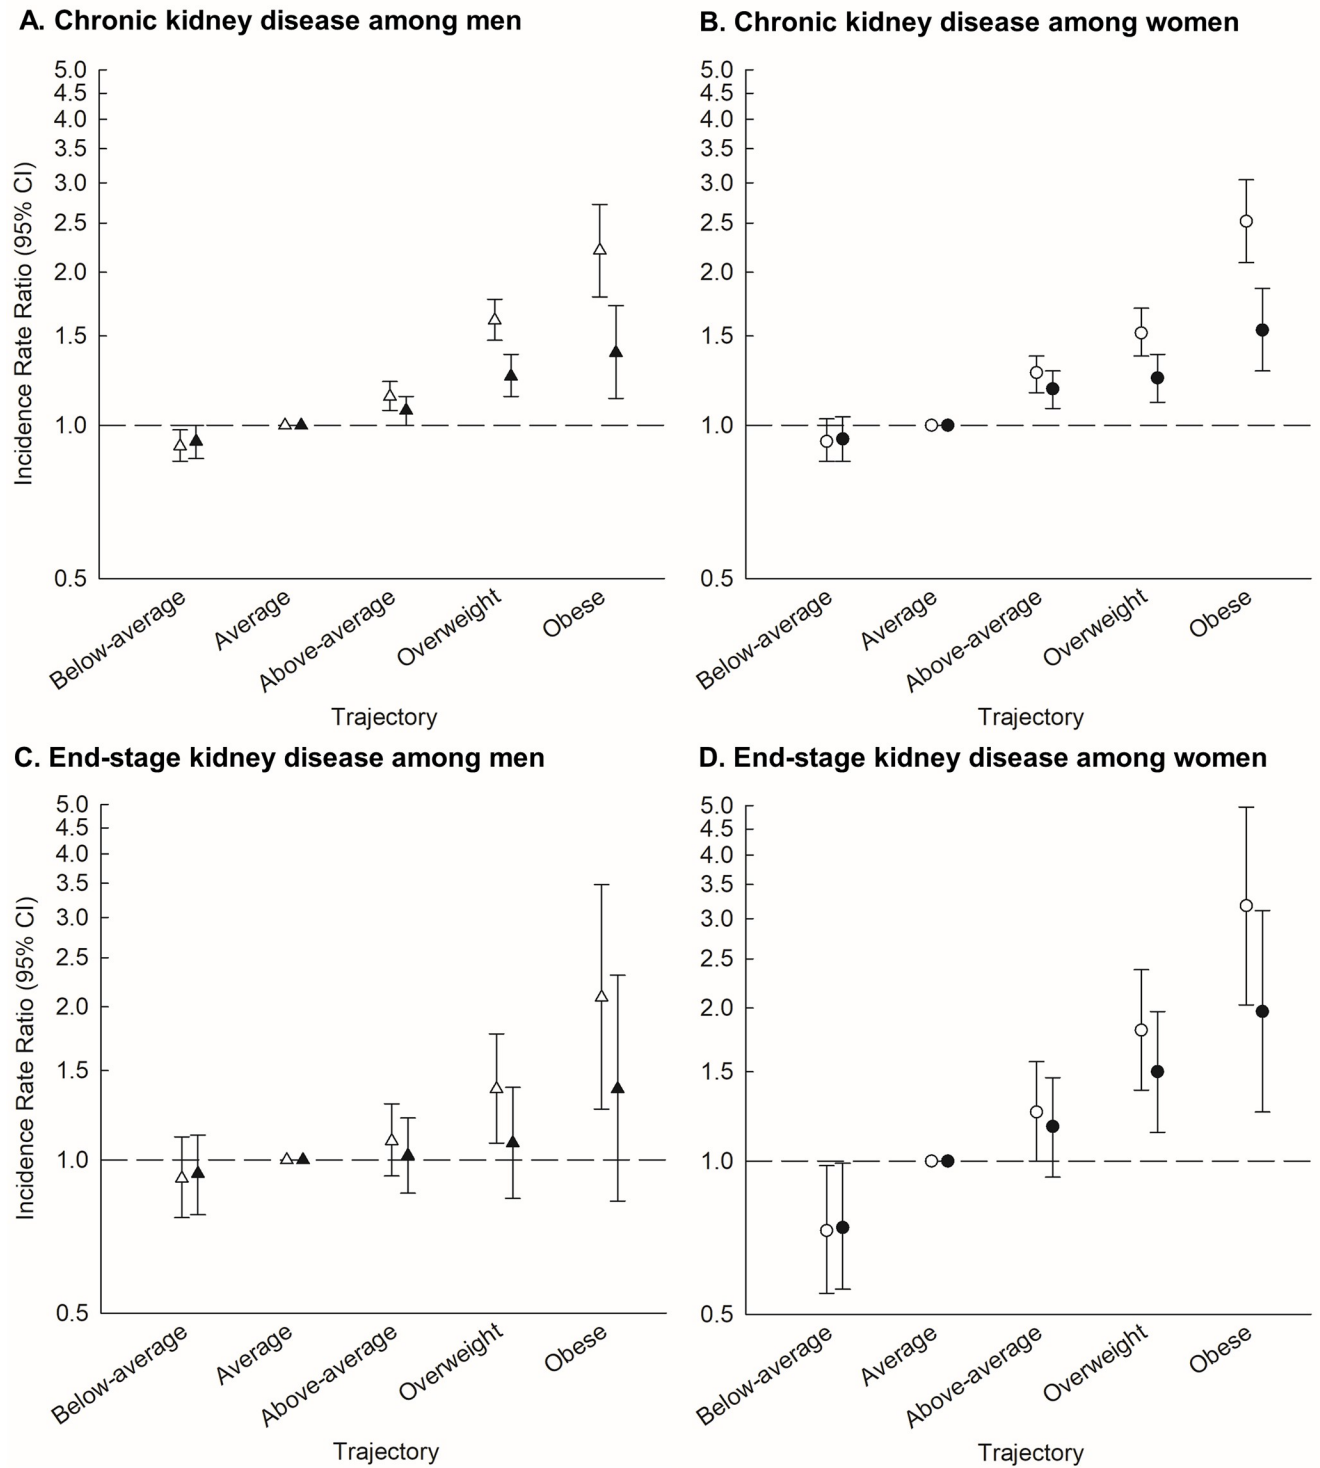 A. Chronic kidney disease among men
5.0
4.5
4.0
3.5
3.0
2.5
2.0
1.5
1.0
0.5
Incidence Rate Ratio (95% CI)
Below-average
Average
Above-average
Overweight
Obese
Trajectory
B. Chronic kidney disease among women
5.0
4.5
4.0
3.5
3.0
2.5
2.0
1.5
1.0
0.5
Below-average
Average
Above-average
Overweight
Obese
Trajectory
C. End-stage kidney disease among men
5.0
4.5
4.0
3.5
3.0
2.5
2.0
1.5
1.0
0.5
Incidence Rate Ratio (95% CI)
Below-average
Average
Above-average
Overweight
Obese
Trajectory
D. End-stage kidney disease among women
5.0
4.5
4.0
3.5
3.0
2.5
2.0
1.5
1.0
0.5
Below-average
Average
Above-average
Overweight
Obese
Trajectory